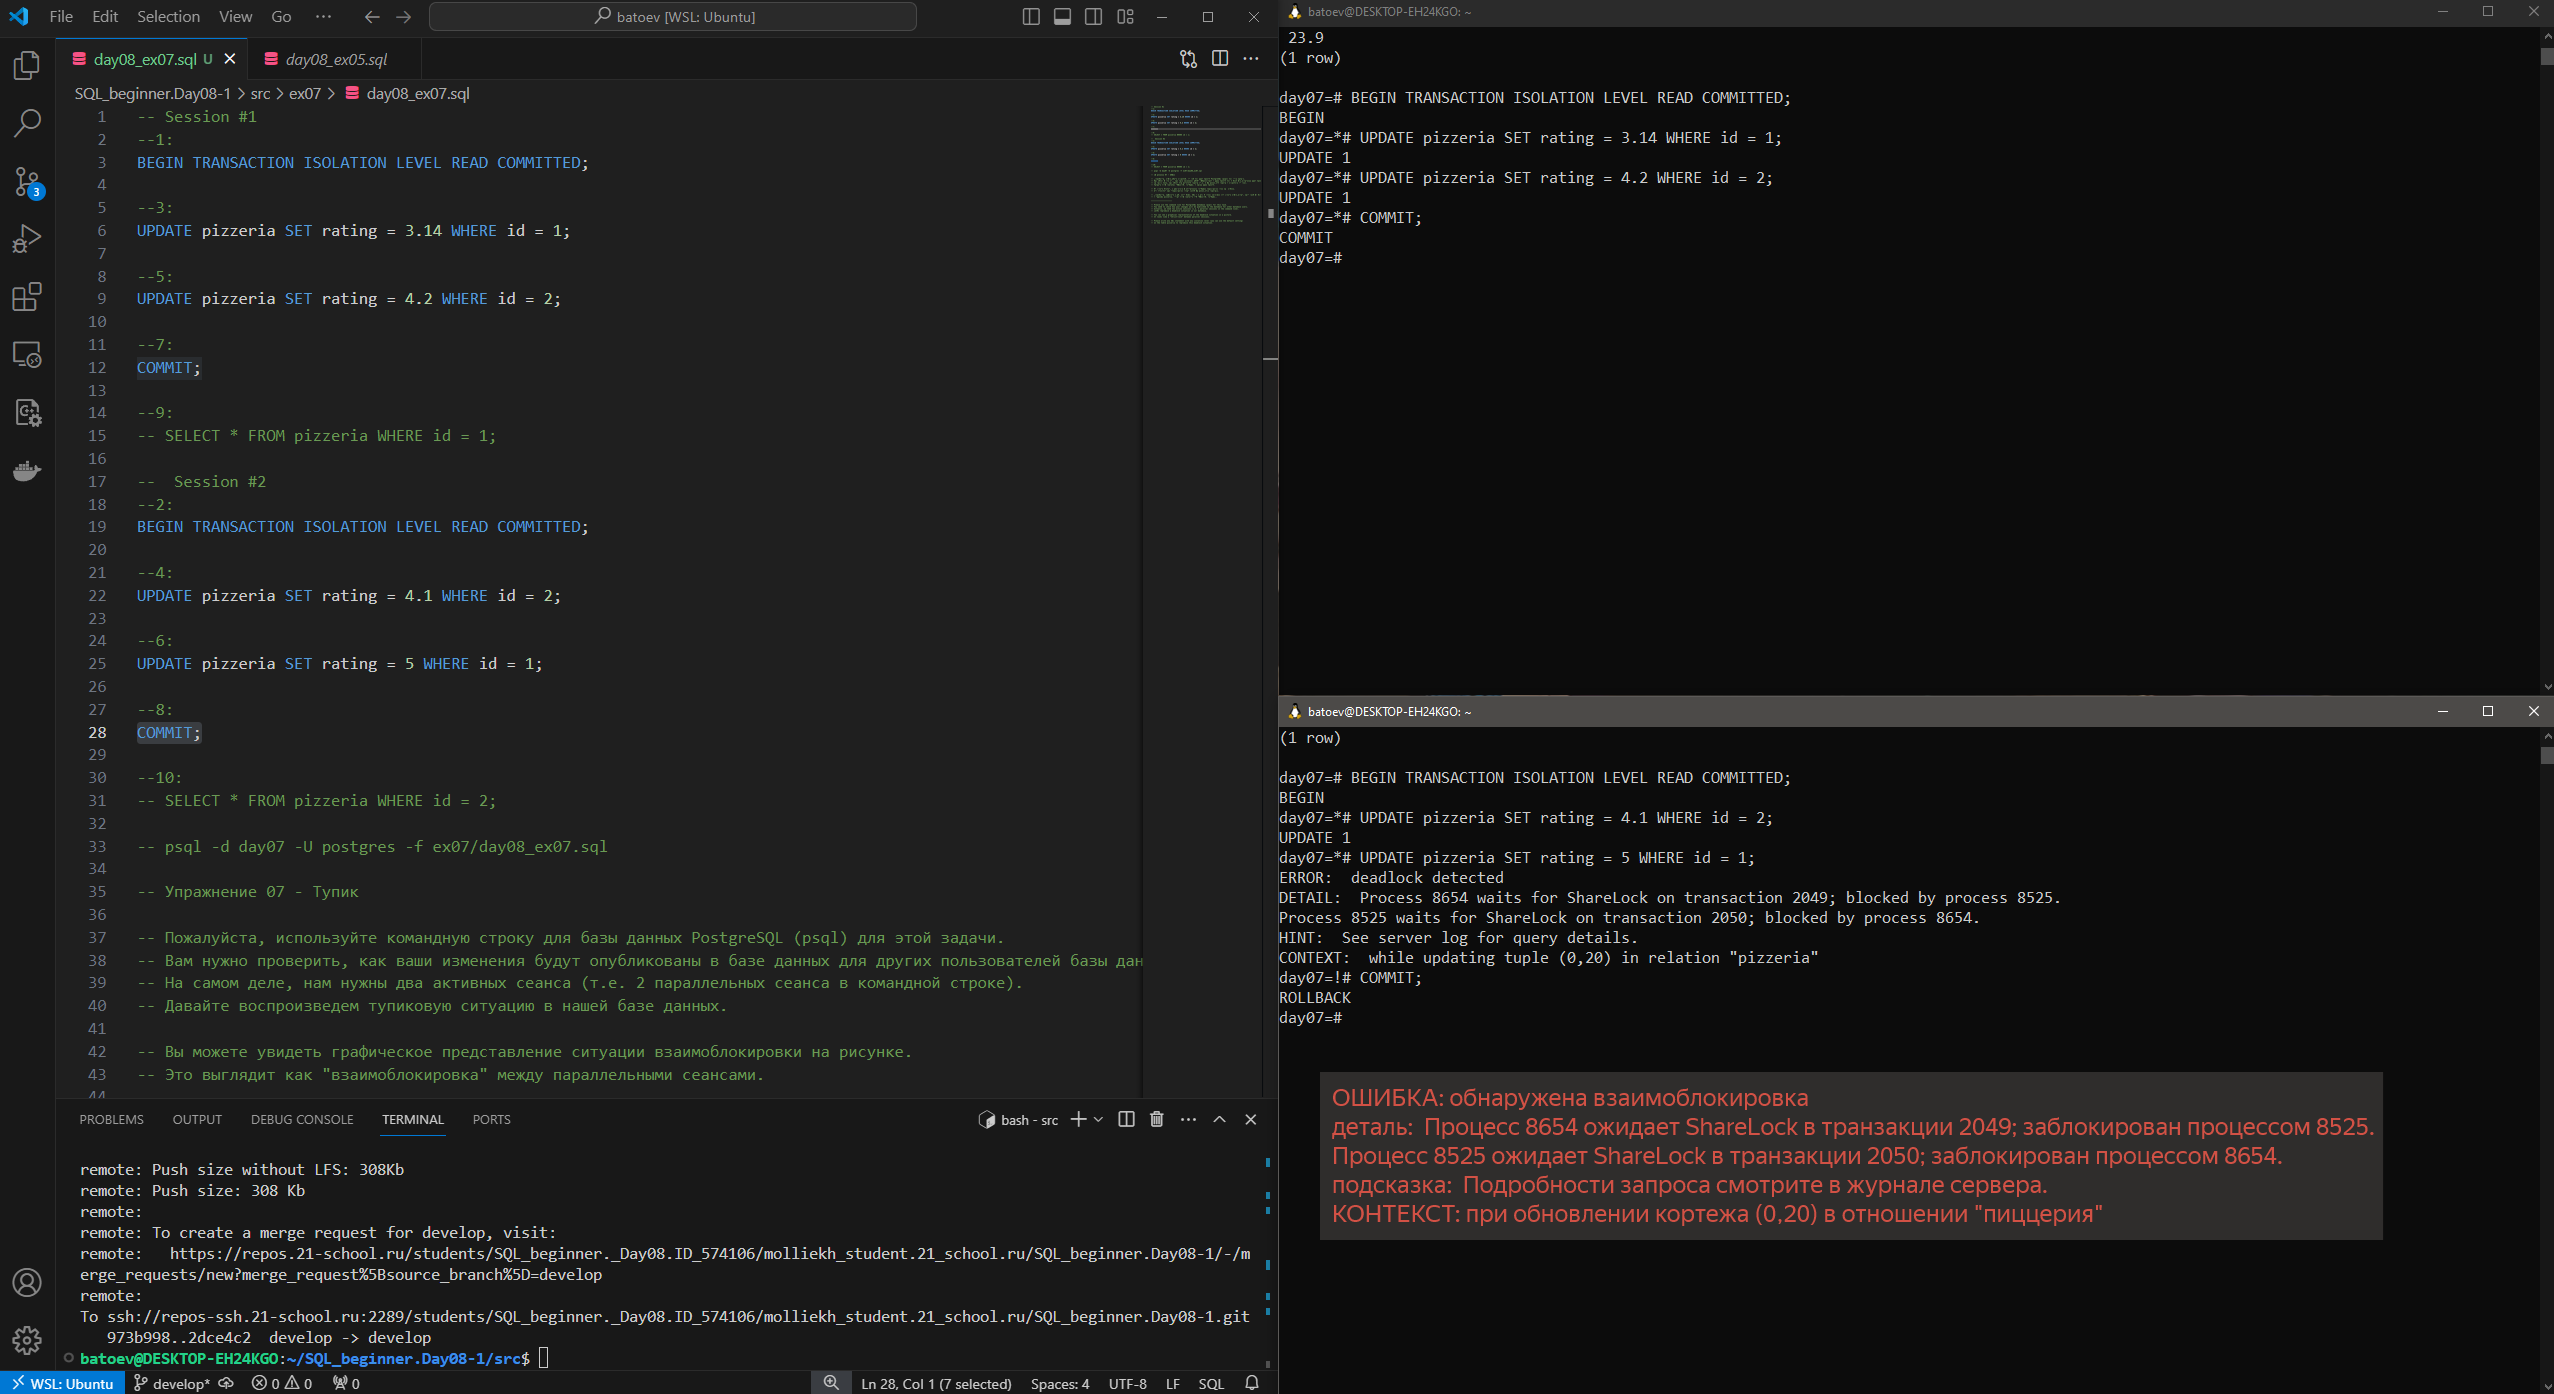 File Edit Selection View Go ···
batoev [WSL: Ubuntu]
day08_ex07.sql U
day08_ex05.sql
SQL_beginner.Day08-1 > src > ex07 > day08_ex07.sql
1 -- Session #1
2 --1:
3 BEGIN TRANSACTION ISOLATION LEVEL READ COMMITTED;
4
5 --3:
6 UPDATE pizzeria SET rating = 3.14 WHERE id = 1;
7
8 --5:
9 UPDATE pizzeria SET rating = 4.2 WHERE id = 2;
10
11 --7:
12 COMMIT;
13
14 --9:
15 -- SELECT * FROM pizzeria WHERE id = 1;
16
17 --  Session #2
18 --2:
19 BEGIN TRANSACTION ISOLATION LEVEL READ COMMITTED;
20
21 --4:
22 UPDATE pizzeria SET rating = 4.1 WHERE id = 2;
23
24 --6:
25 UPDATE pizzeria SET rating = 5 WHERE id = 1;
26
27 --8:
28 COMMIT;
29
30 --10:
31 -- SELECT * FROM pizzeria WHERE id = 2;
32
33 -- psql -d day07 -U postgres -f ex07/day08_ex07.sql
34
35 -- Упражнение 07 - Тупик
36
37 -- Пожалуйста, используйте командную строку для базы данных PostgreSQL (psql) для этой задачи.
38 -- Вам нужно проверить, как ваши изменения будут опубликованы в базе данных для других пользователей базы дан
39 -- На самом деле, нам нужны два активных сеанса (т.е. 2 параллельных сеанса в командной строке).
40 -- Давайте воспроизведем тупиковую ситуацию в нашей базе данных.
41
42 -- Вы можете увидеть графическое представление ситуации взаимоблокировки на рисунке.
43 -- Это выглядит как "взаимоблокировка" между параллельными сеансами.
44
PROBLEMS OUTPUT DEBUG CONSOLE TERMINAL PORTS
bash - src
remote: Push size without LFS: 308Kb
remote: Push size: 308 Kb
remote:
remote: To create a merge request for develop, visit:
remote:   https://repos.21-school.ru/students/SQL_beginner._Day08.ID_574106/molliekh_student.21_school.ru/SQL_beginner.Day08-1/-/m
erge_requests/new?merge_request%5Bsource_branch%5D=develop
remote:
To ssh://repos-ssh.21-school.ru:2289/students/SQL_beginner._Day08.ID_574106/molliekh_student.21_school.ru/SQL_beginner.Day08-1.git
   973b998..2dce4c2  develop -> develop
batoev@DESKTOP-EH24KGO:~/SQL_beginner.Day08-1/src$
3
WSL: Ubuntu develop* 0 0 0
Ln 28, Col 1 (7 selected) Spaces: 4 UTF-8 LF SQL
batoev@DESKTOP-EH24KGO: ~
 23.9
(1 row)
day07=# BEGIN TRANSACTION ISOLATION LEVEL READ COMMITTED;
BEGIN
day07=*# UPDATE pizzeria SET rating = 3.14 WHERE id = 1;
UPDATE 1
day07=*# UPDATE pizzeria SET rating = 4.2 WHERE id = 2;
UPDATE 1
day07=*# COMMIT;
COMMIT
day07=#
batoev@DESKTOP-EH24KGO: ~
(1 row)
day07=# BEGIN TRANSACTION ISOLATION LEVEL READ COMMITTED;
BEGIN
day07=*# UPDATE pizzeria SET rating = 4.1 WHERE id = 2;
UPDATE 1
day07=*# UPDATE pizzeria SET rating = 5 WHERE id = 1;
ERROR:  deadlock detected
DETAIL:  Process 8654 waits for ShareLock on transaction 2049; blocked by process 8525.
Process 8525 waits for ShareLock on transaction 2050; blocked by process 8654.
HINT:  See server log for query details.
CONTEXT:  while updating tuple (0,20) in relation "pizzeria"
day07=!# COMMIT;
ROLLBACK
day07=#
ОШИБКА: обнаружена взаимоблокировка
деталь:  Процесс 8654 ожидает ShareLock в транзакции 2049; заблокирован процессом 8525.
Процесс 8525 ожидает ShareLock в транзакции 2050; заблокирован процессом 8654.
подсказка:  Подробности запроса смотрите в журнале сервера.
КОНТЕКСТ: при обновлении кортежа (0,20) в отношении "пиццерия"